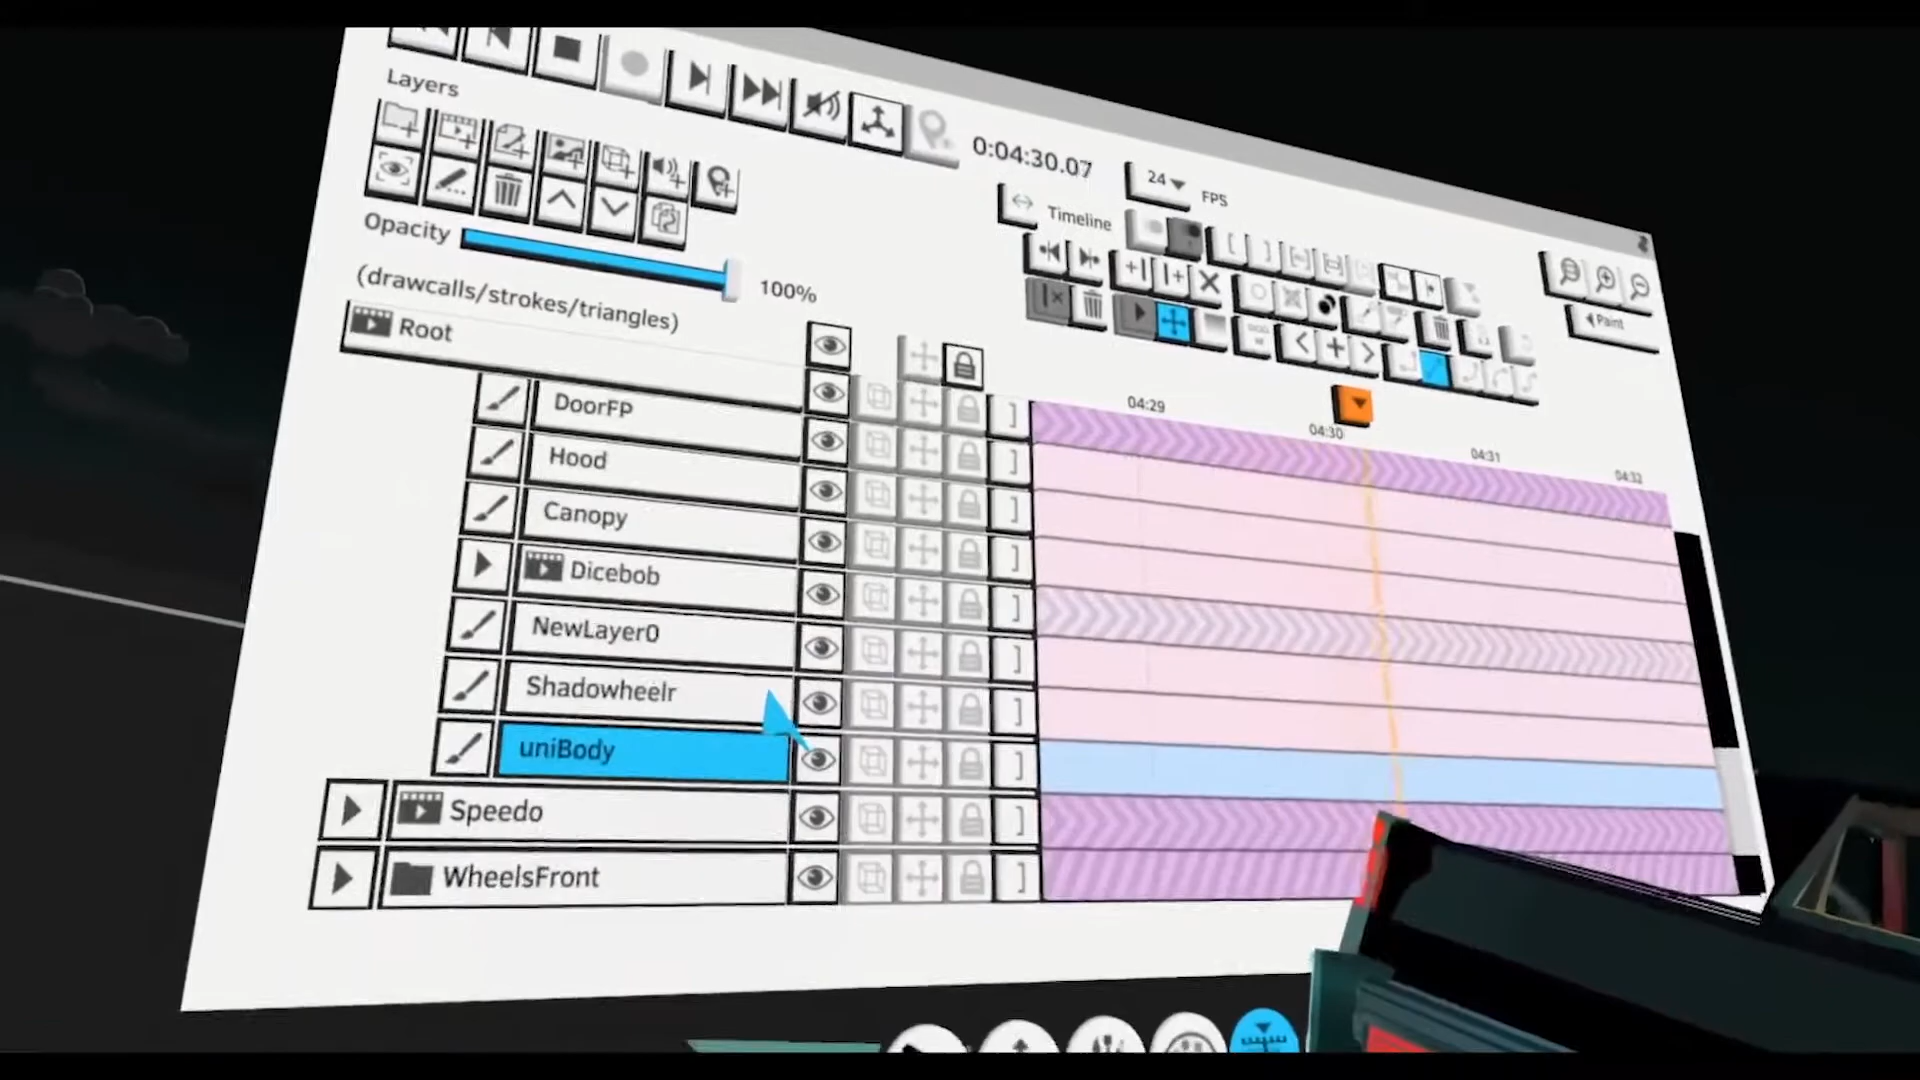 Layers
0:04:30.07
24
FPS
Timeline
Opacity
100%
(drawcalls/strokes/triangles)
Paint
Root
04:29
04:30
04:31
04:32
DoorFP
Hood
Canopy
Dicebob
NewLayer0
Shadowheelr
uniBody
Speedo
WheelsFront